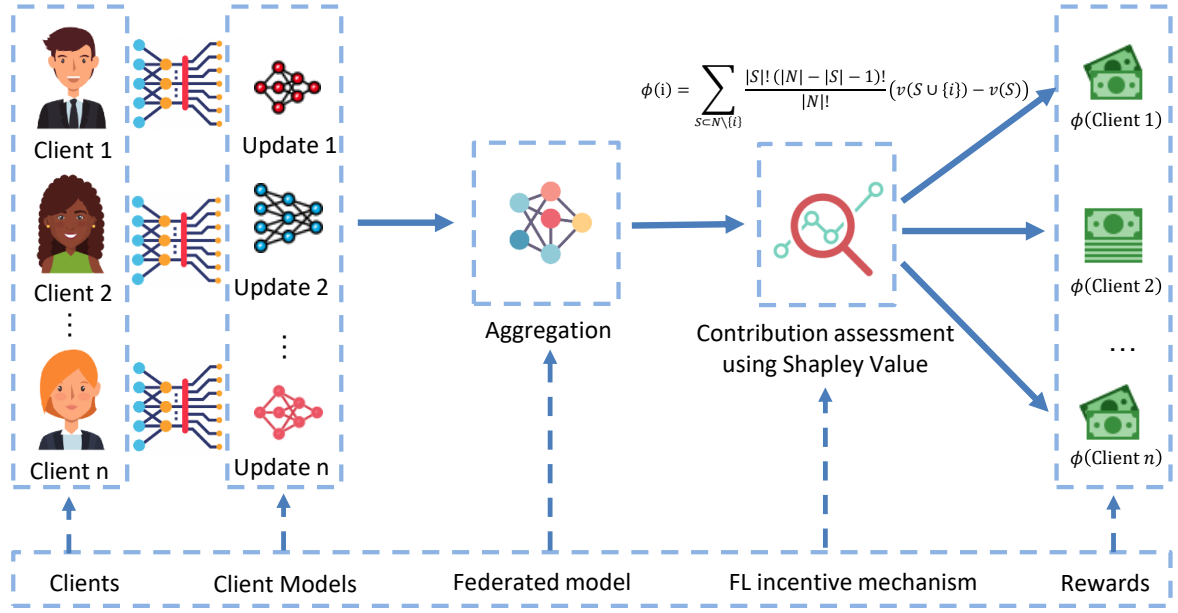 Client 1
Update 1
Client 2
Update 2
⋮
⋮
Client n
Update n
Aggregation
ϕ(i) = ∑_{S⊂N\{i}} |S|! (|N| − |S| − 1)! / |N|! (v(S ∪ {i}) − v(S))
Contribution assessment
using Shapley Value
ϕ(Client 1)
ϕ(Client 2)
...
ϕ(Client n)
Clients
Client Models
Federated model
FL incentive mechanism
Rewards